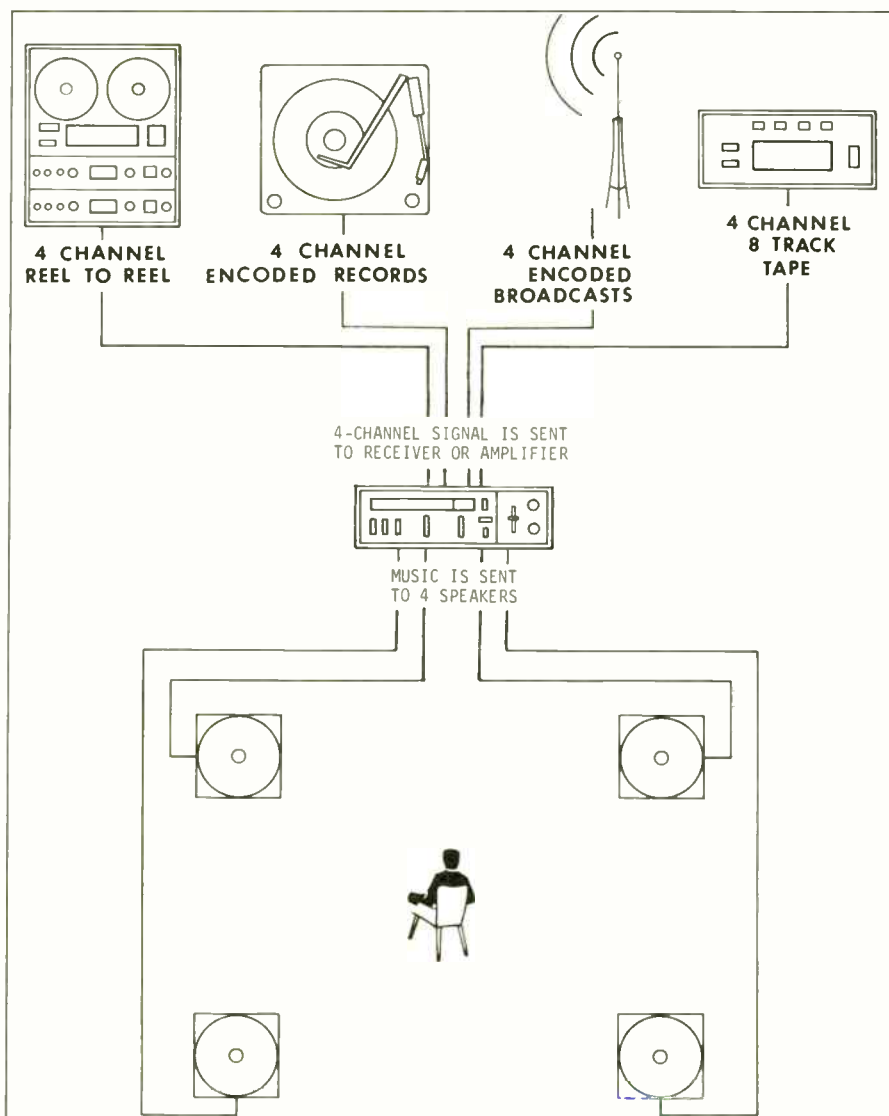 4 CHANNEL
REEL TO REEL
4 CHANNEL
ENCODED RECORDS
4 CHANNEL
ENCODED
BROADCASTS
4 CHANNEL
8 TRACK
TAPE
4-CHANNEL SIGNAL IS SENT
TO RECEIVER OR AMPLIFIER
MUSIC IS SENT
TO 4 SPEAKERS